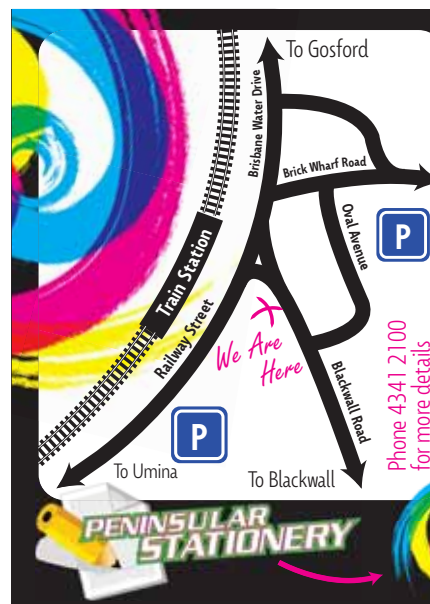 To Gosford
Brisbane Water Drive
Brick Wharf Road
Oval Avenue
P
Train Station
Railway Street
We Are
Here
Blackwall Road
Phone 4341 2100
for more details
P
To Umina
To Blackwall
PENINSULAR
STATIONERY